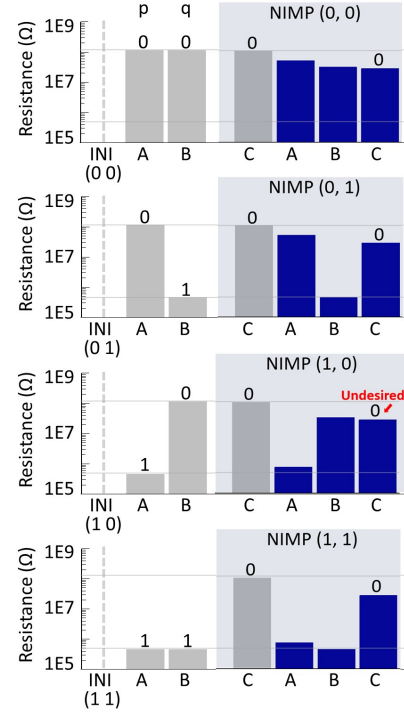 p q NIMP (0, 0)
1E9
0 0 0
0
1E7
1E5
Resistance (Ω)
INI A B C A B C
(0 0)
NIMP (0, 1)
1E9
0 0
0
1E7
1
1E5
Resistance (Ω)
INI A B C A B C
(0 1)
NIMP (1, 0)
1E9
Undesired
0 0
0
1E7
1
1E5
Resistance (Ω)
INI A B C A B C
(1 0)
NIMP (1, 1)
1E9
0
0
1E7
1 1
1E5
Resistance (Ω)
INI A B C A B C
(1 1)